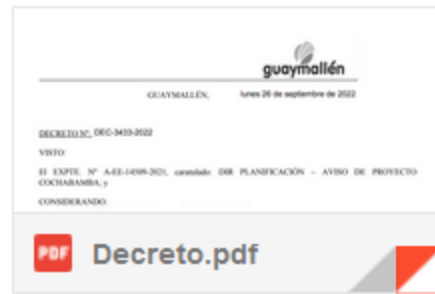 guaymallén
GUAYMALLÉN, lunes 26 de septiembre de 2022
DECRETO Nº. DEC-3433-2022
VISTO:
El EXPTE. Nº A-EE-14509-2021, caratulado: DIR PLANIFICACIÓN – AVISO DE PROYECTO
COCHABAMBA; y
CONSIDERANDO:
PDF Decreto.pdf